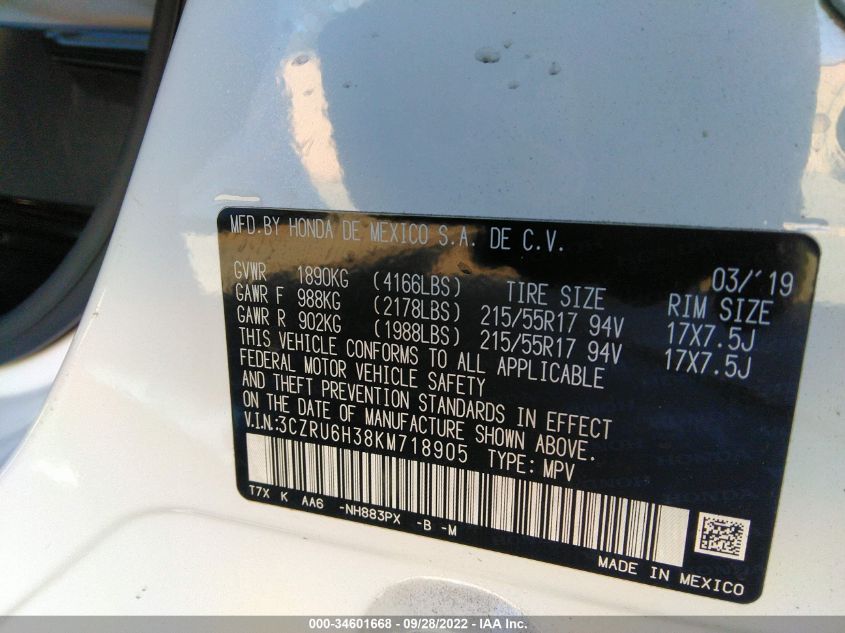 MFD.BY HONDA DE MEXICO S.A. DE C.V.
03/'19
GVWR 1890KG (4166LBS) TIRE SIZE RIM SIZE
GAWR F 988KG (2178LBS) 215/55R17 94V 17X7.5J
GAWR R 902KG (1988LBS) 215/55R17 94V 17X7.5J
THIS VEHICLE CONFORMS TO ALL APPLICABLE
FEDERAL MOTOR VEHICLE SAFETY
AND THEFT PREVENTION STANDARDS IN EFFECT
ON THE DATE OF MANUFACTURE SHOWN ABOVE.
V.I.N:3CZRU6H38KM718905 TYPE: MPV
T7X K AA6 -NH883PX -B -M
MADE IN MEXICO
000-34601668 - 09/28/2022 - IAA Inc.